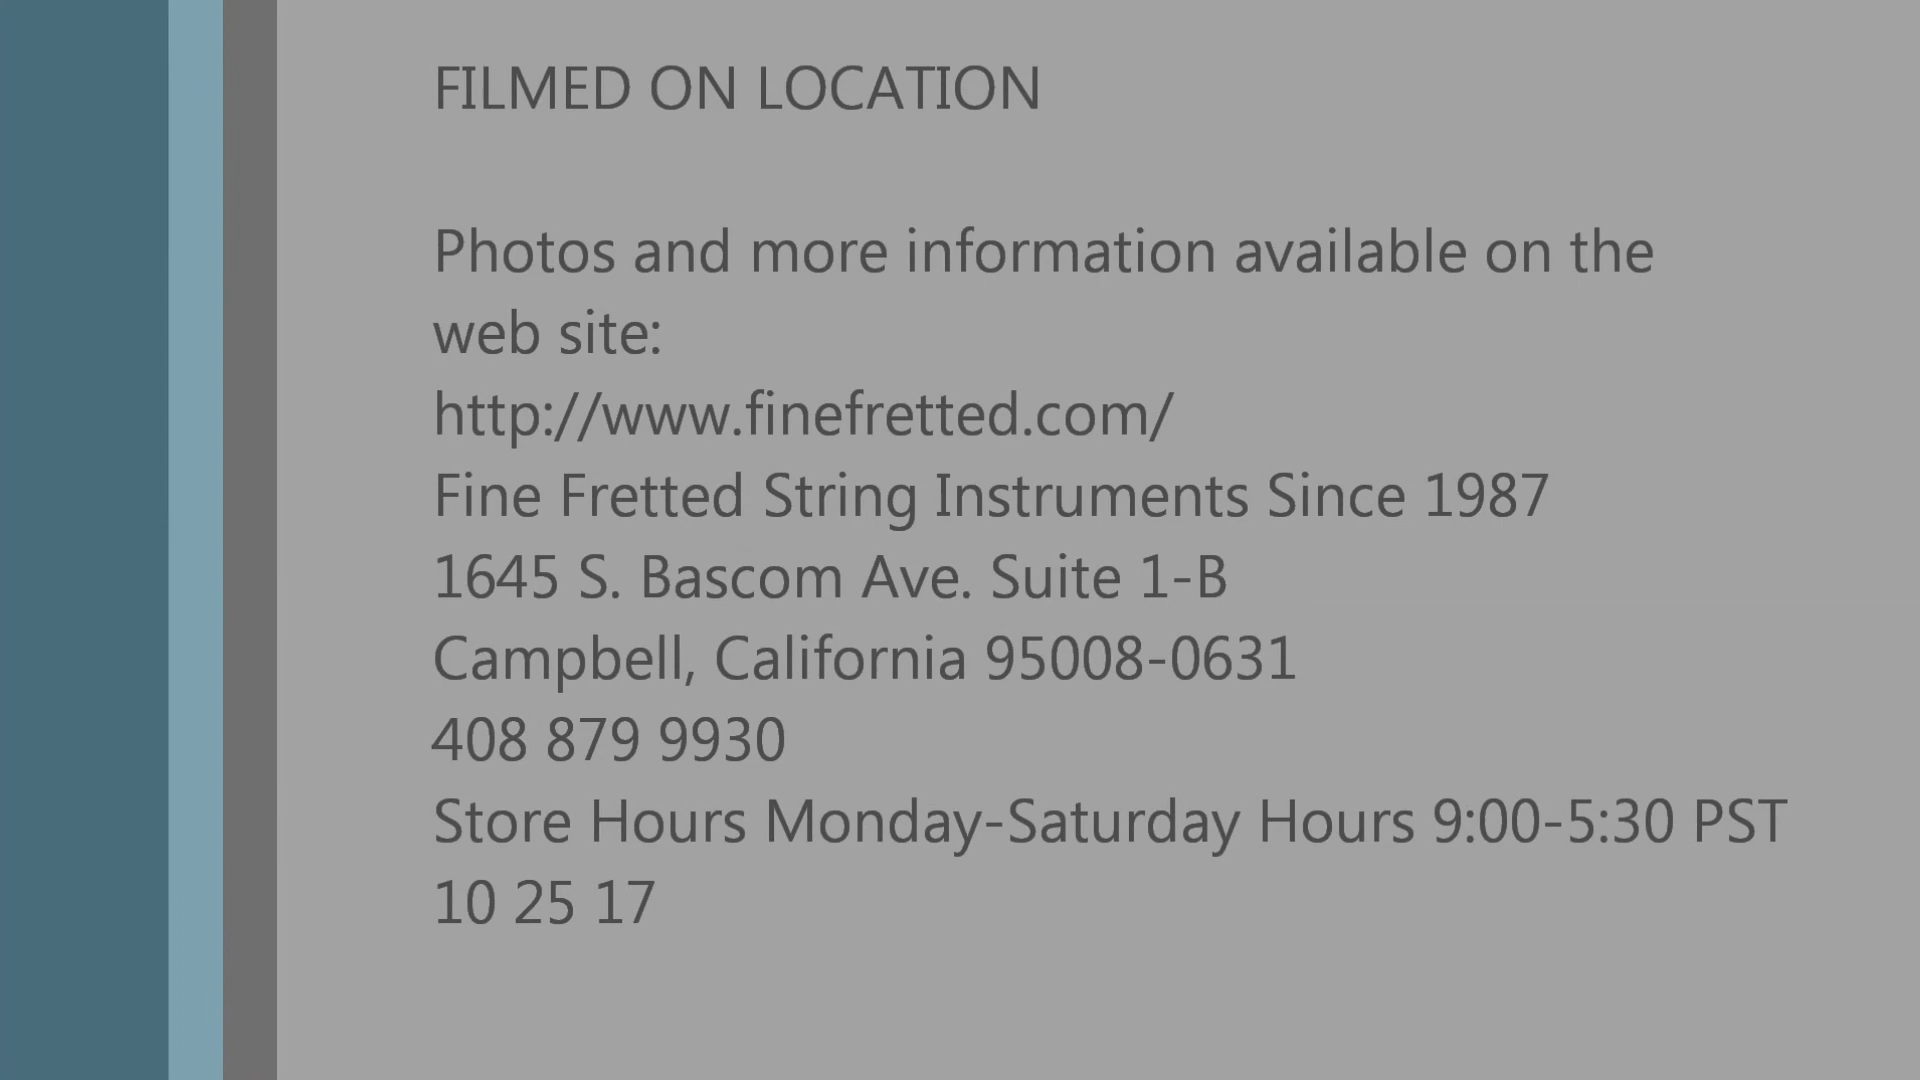 FILMED ON LOCATION
Photos and more information available on the
web site:
http://www.finefretted.com/
Fine Fretted String Instruments Since 1987
1645 S. Bascom Ave. Suite 1-B
Campbell, California 95008-0631
408 879 9930
Store Hours Monday-Saturday Hours 9:00-5:30 PST
10 25 17